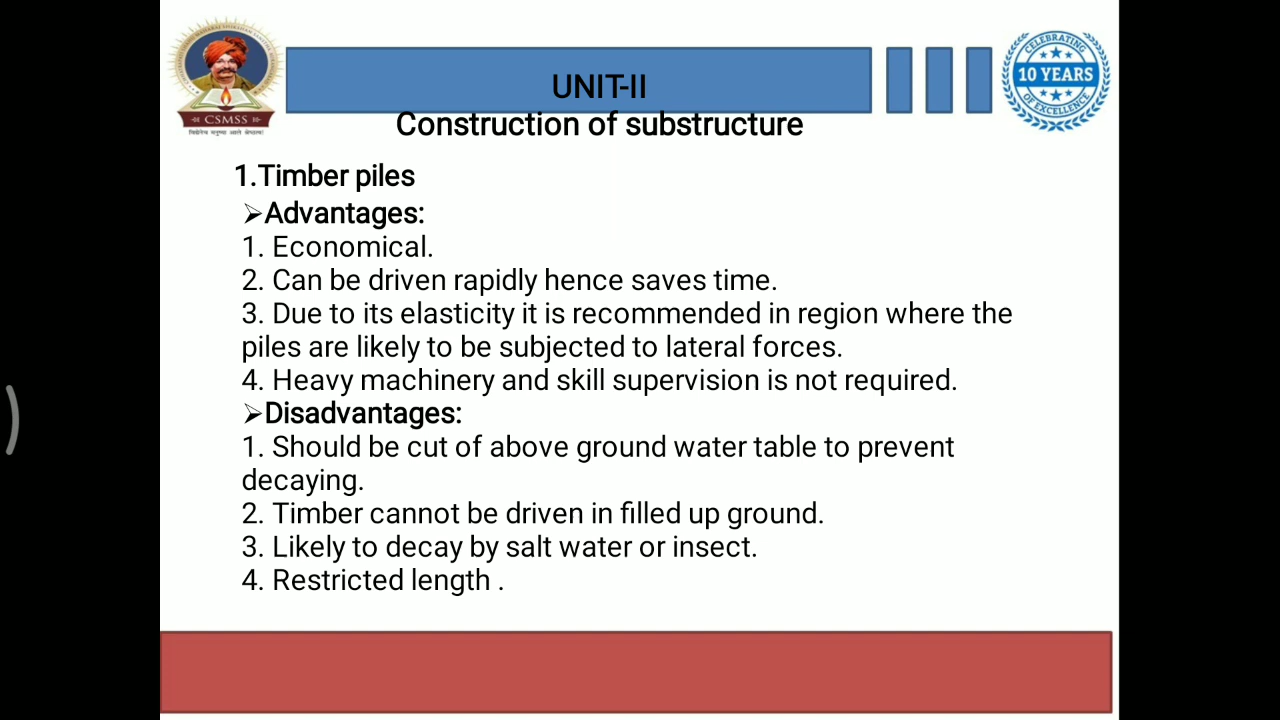 UNIT-II
Construction of substructure
CELEBRATING
10 YEARS
OF EXCELLENCE
CSMSS
1.Timber piles
➢Advantages:
1. Economical.
2. Can be driven rapidly hence saves time.
3. Due to its elasticity it is recommended in region where the
piles are likely to be subjected to lateral forces.
4. Heavy machinery and skill supervision is not required.
➢Disadvantages:
1. Should be cut of above ground water table to prevent
decaying.
2. Timber cannot be driven in filled up ground.
3. Likely to decay by salt water or insect.
4. Restricted length .